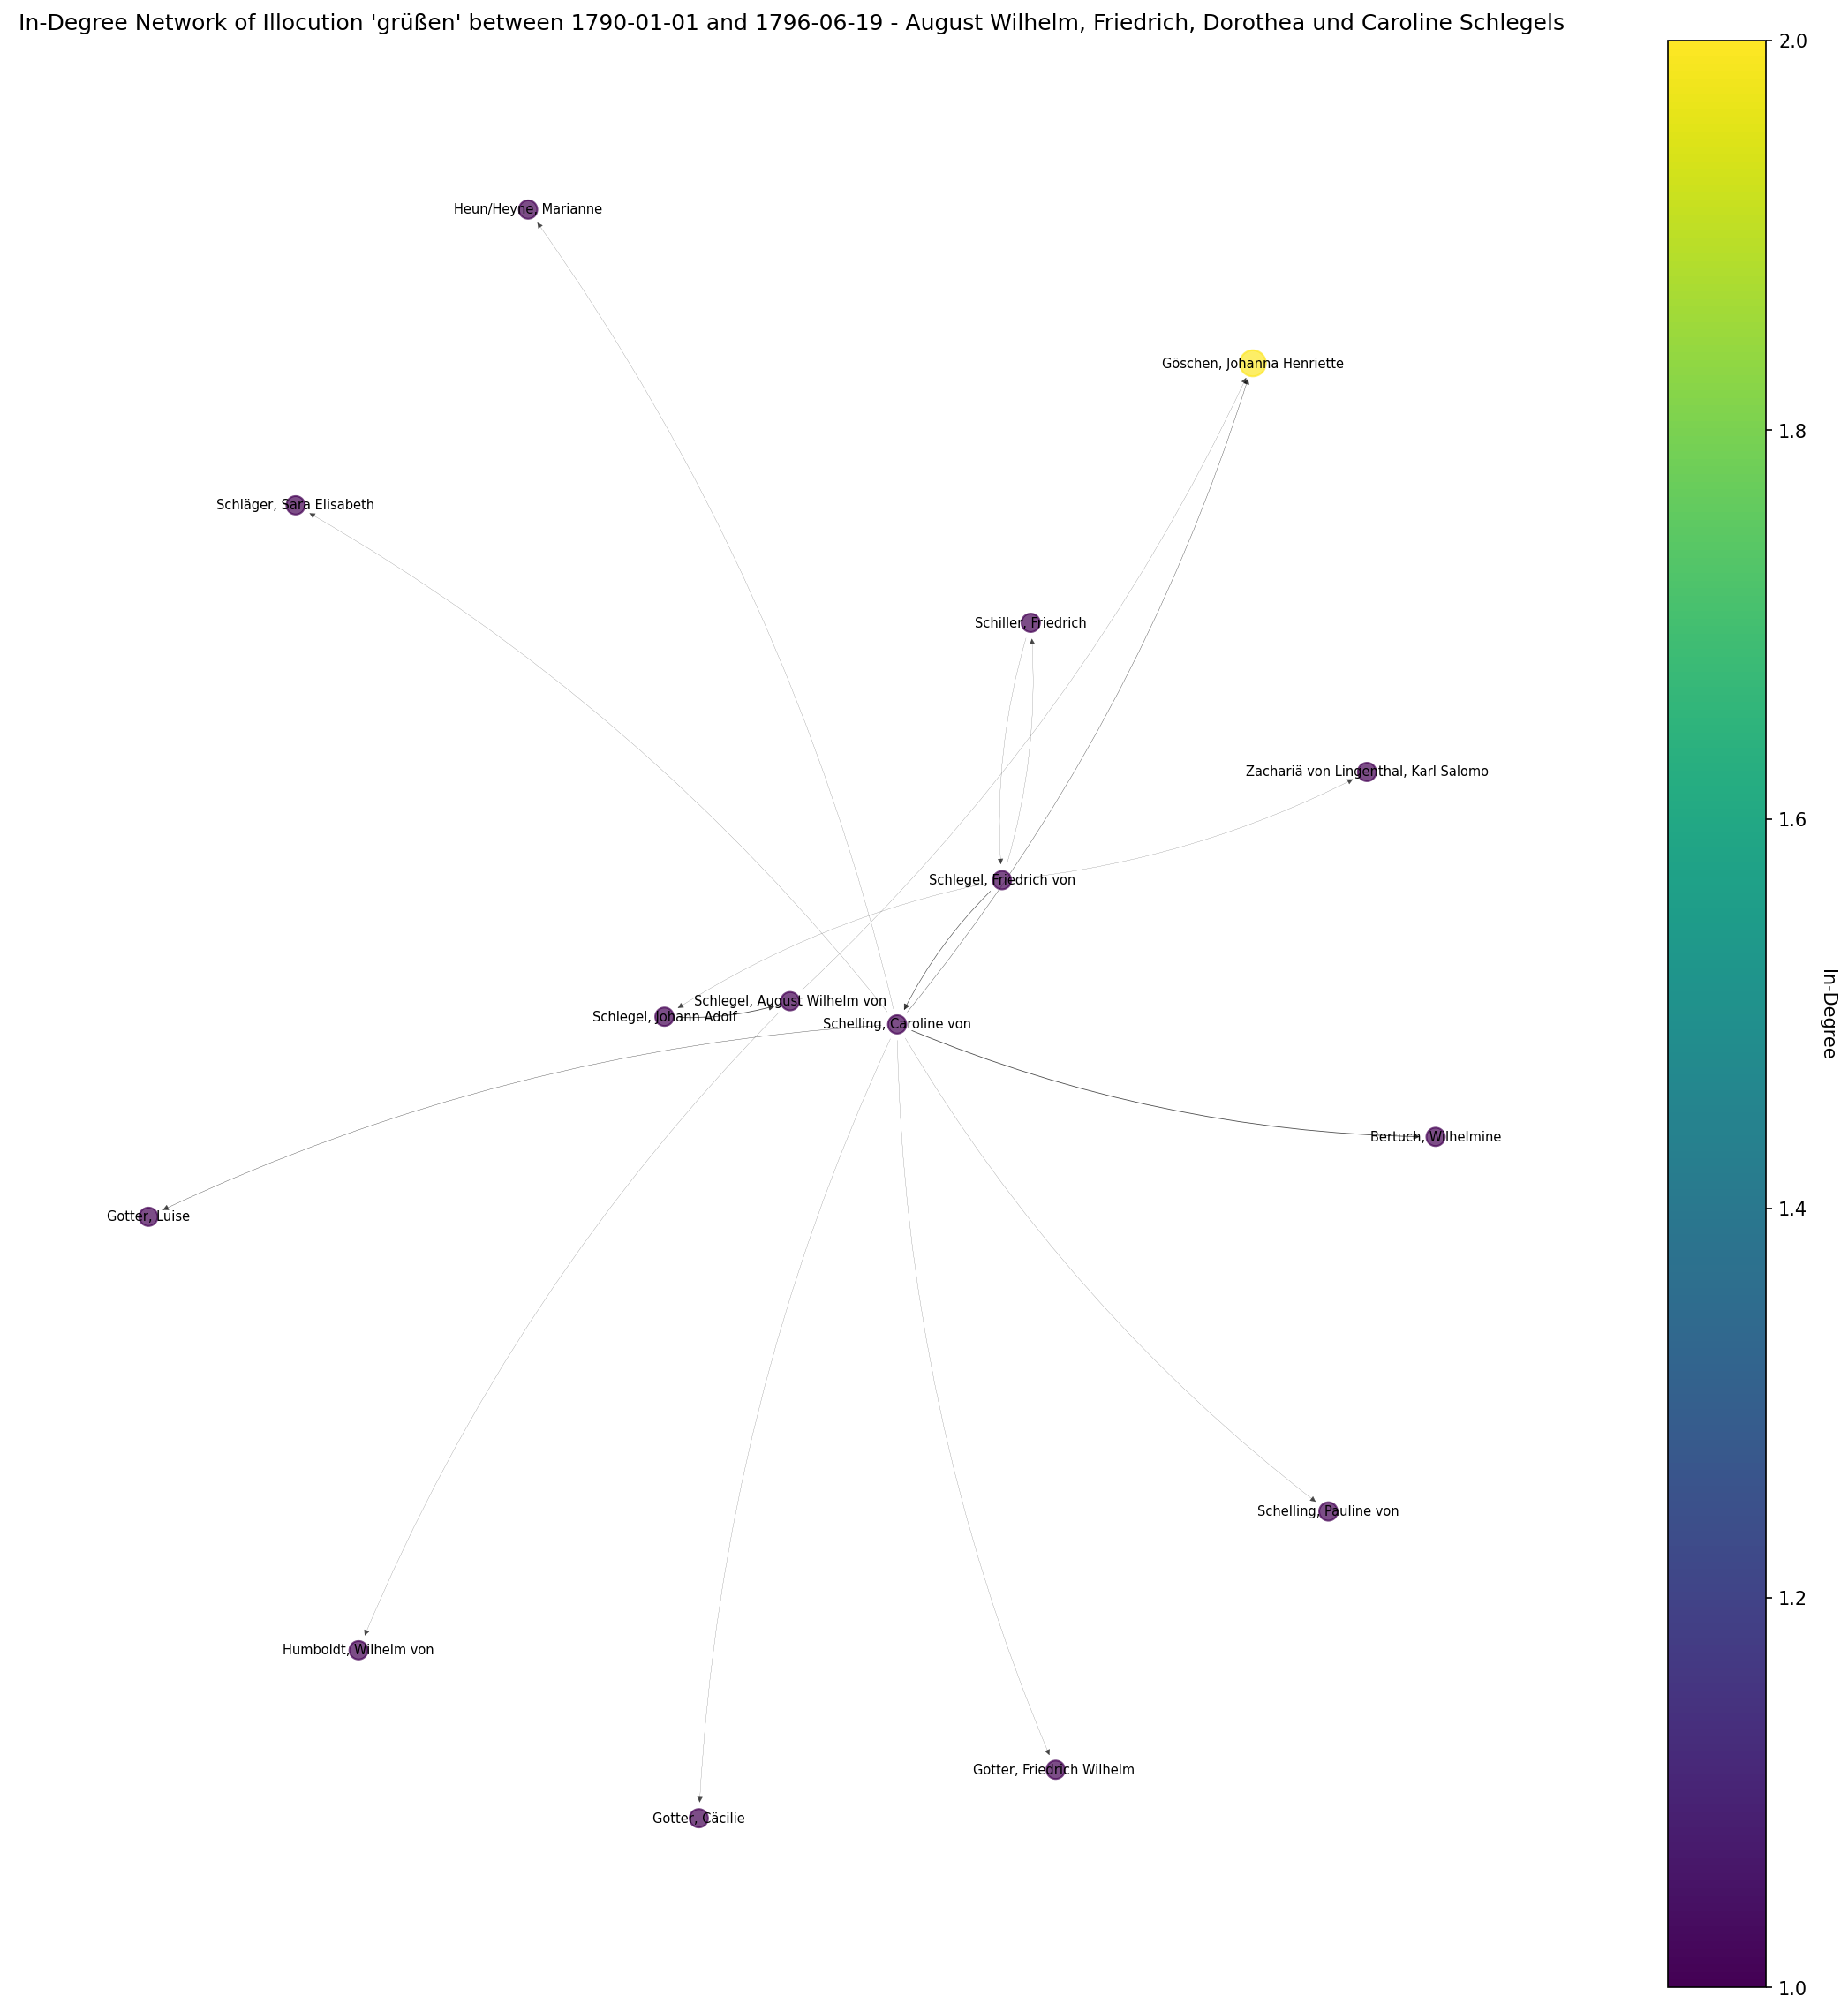 In-Degree Network of Illocution 'grüßen' between 1790-01-01 and 1796-06-19 - August Wilhelm, Friedrich, Dorothea und Caroline Schlegels
Heun/Heyne, Marianne
Göschen, Johanna Henriette
Schläger, Sara Elisabeth
Schiller, Friedrich
Zachariä von Lingenthal, Karl Salomo
Schlegel, Friedrich von
Schlegel, August Wilhelm von
Schlegel, Johann Adolf
Schelling, Caroline von
Bertuch, Wilhelmine
Gotter, Luise
Schelling, Pauline von
Humboldt, Wilhelm von
Gotter, Friedrich Wilhelm
Gotter, Cäcilie
2.0
1.8
1.6
1.4
1.2
1.0
In-Degree